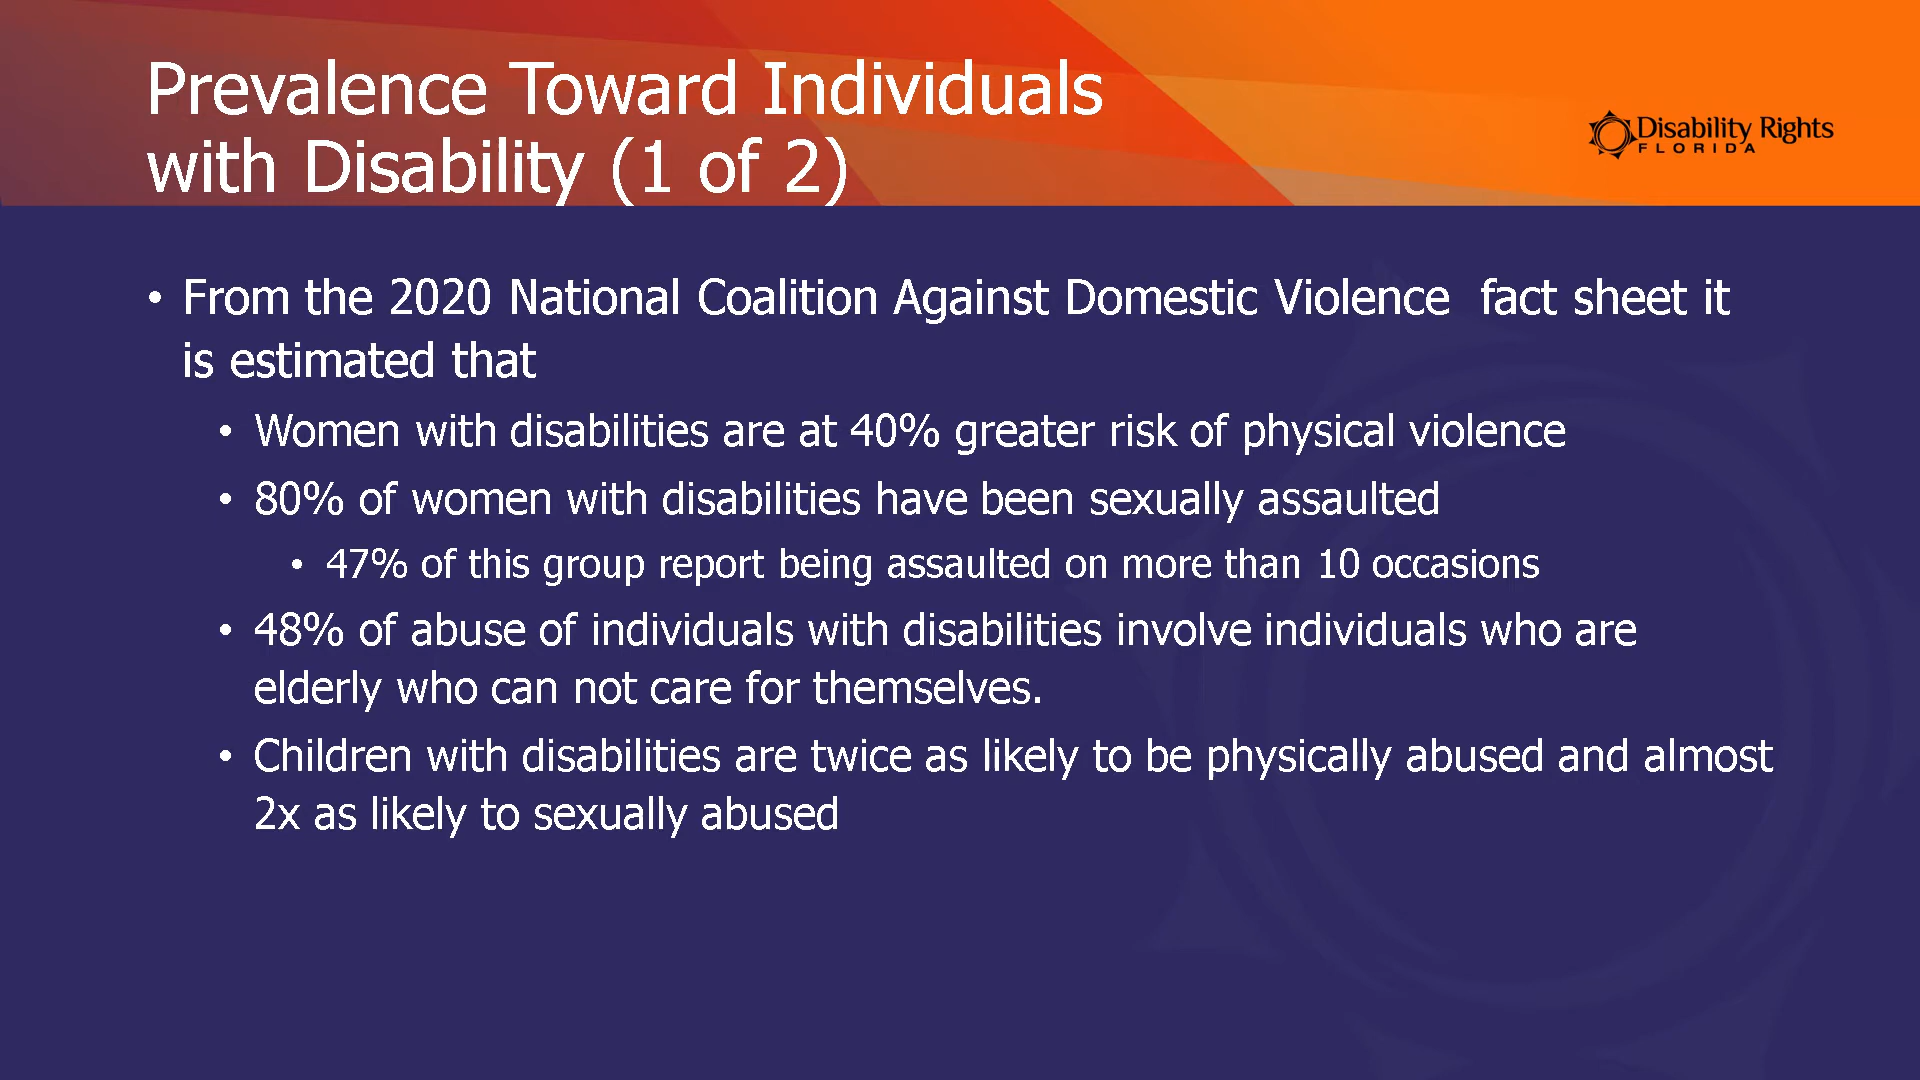 Prevalence Toward Individuals
with Disability (1 of 2)
Disability Rights
FLORIDA
• From the 2020 National Coalition Against Domestic Violence  fact sheet it
is estimated that
• Women with disabilities are at 40% greater risk of physical violence
• 80% of women with disabilities have been sexually assaulted
• 47% of this group report being assaulted on more than 10 occasions
• 48% of abuse of individuals with disabilities involve individuals who are
elderly who can not care for themselves.
• Children with disabilities are twice as likely to be physically abused and almost
2x as likely to sexually abused